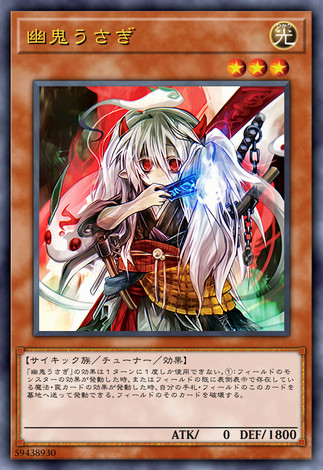 幽鬼うさぎ
光
【サイキック族／チューナー／効果】
「幽鬼うさぎ」の効果は１ターンに１度しか使用できない。①：フィールドのモ
ンスターの効果が発動した時、またはフィールドの既に表側表示で存在してい
る魔法・罠カードの効果が発動した時、自分の手札・フィールドのこのカードを
墓地へ送って発動できる。フィールドのそのカードを破壊する。
ATK/ 0 DEF/1800
59438930